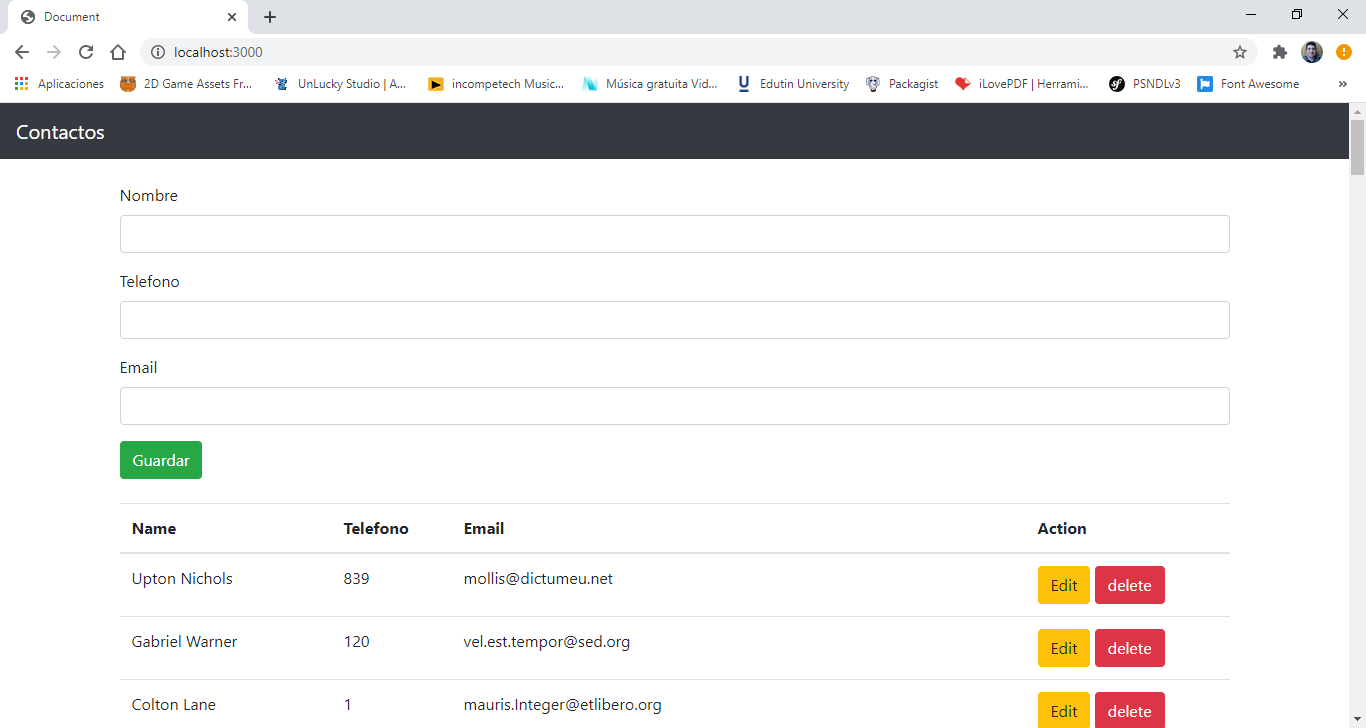 Document
localhost:3000
Aplicaciones 2D Game Assets Fr... UnLucky Studio | A... incompetech Music... Música gratuita Vid... Edutin University Packagist iLovePDF | Herrami... PSNDLv3 Font Awesome »
Contactos
Nombre
Telefono
Email
Guardar
Name Telefono Email Action
Upton Nichols 839 mollis@dictumeu.net Edit delete
Gabriel Warner 120 vel.est.tempor@sed.org Edit delete
Colton Lane 1 mauris.Integer@etlibero.org Edit delete